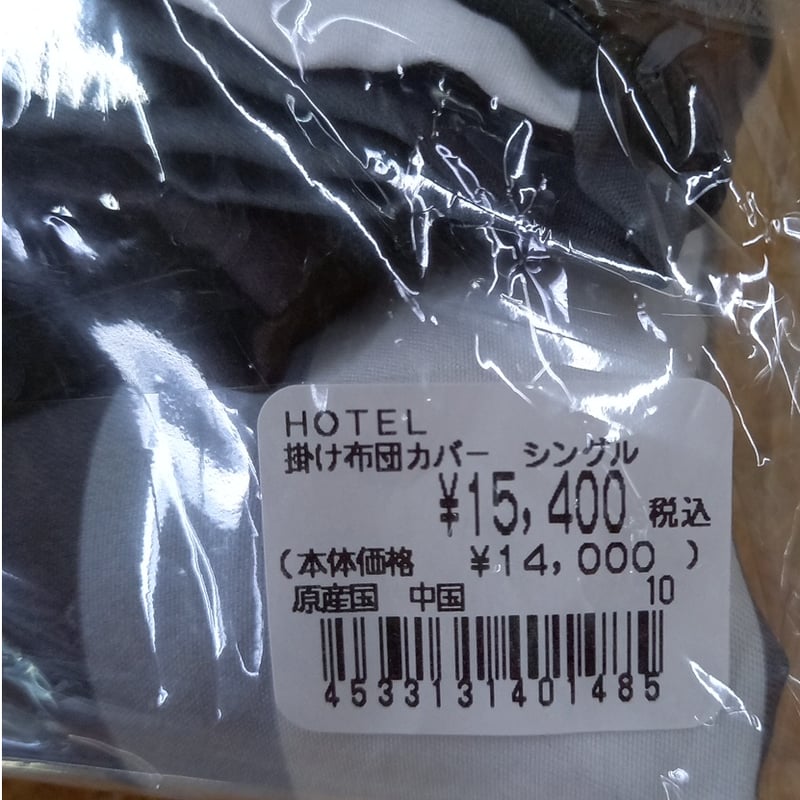 HOTEL
掛け布団カバー シングル
¥15,400 税込
(本体価格 ¥14,000 )
原産国 中国 10
4533131401485